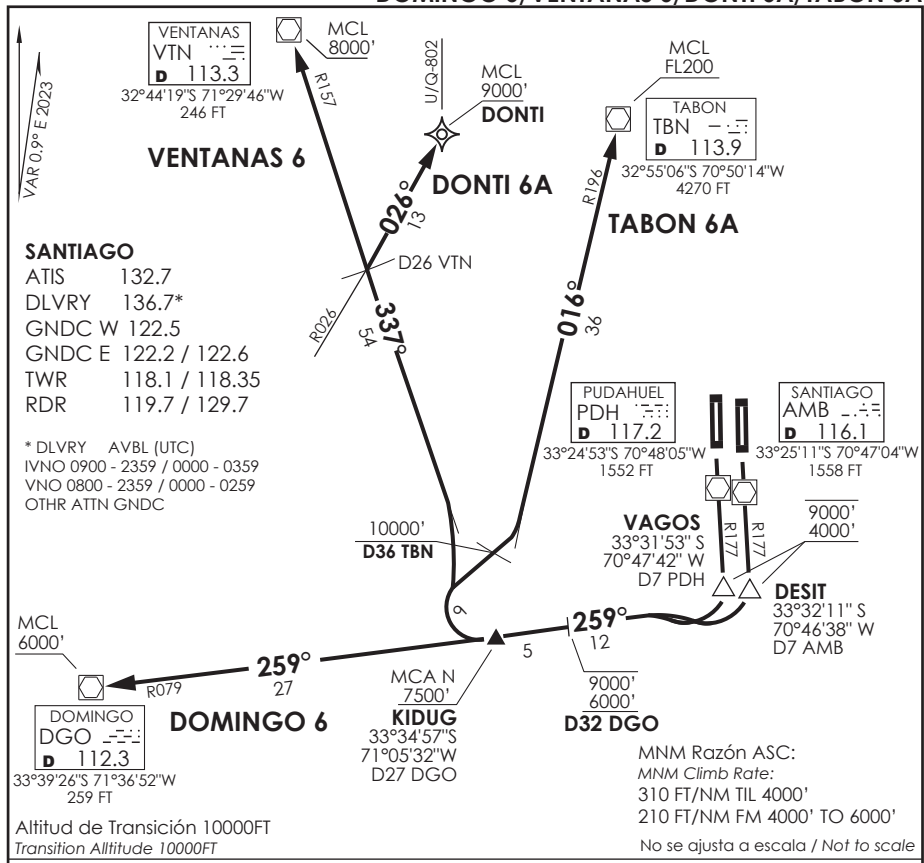 DOMINGO 6, VENTANAS 6, DONTI 6A, TABON 6A
VENTANAS
VTN
D 113.3
32°44'19"S 71°29'46"W
246 FT
MCL
8000'
R157
VAR 0.9° E 2023
VENTANAS 6
U/Q-802
MCL
9000'
DONTI
DONTI 6A
026°
13
D26 VTN
R026
337°
54
MCL
FL200
TABON
TBN
D 113.9
32°55'06"S 70°50'14"W
4270 FT
R196
TABON 6A
016°
36
SANTIAGO
ATIS 132.7
DLVRY 136.7*
GNDC W 122.5
GNDC E 122.2 / 122.6
TWR 118.1 / 118.35
RDR 119.7 / 129.7
* DLVRY AVBL (UTC)
IVNO 0900 - 2359 / 0000 - 0359
VNO 0800 - 2359 / 0000 - 0259
OTHR ATTN GNDC
PUDAHUEL
PDH
D 117.2
33°24'53"S 70°48'05"W
1552 FT
SANTIAGO
AMB
D 116.1
33°25'11"S 70°47'04"W
1558 FT
10000'
D36 TBN
VAGOS
33°31'53" S
70°47'42" W
D7 PDH
R177
R177
9000'
4000'
DESIT
33°32'11" S
70°46'38" W
D7 AMB
9
259°
12
5
9000'
6000'
D32 DGO
MCA N
7500'
KIDUG
33°34'57"S
71°05'32"W
D27 DGO
MCL
6000'
R079
259°
27
DOMINGO 6
DOMINGO
DGO
D 112.3
33°39'26"S 71°36'52"W
259 FT
MNM Razón ASC:
MNM Climb Rate:
310 FT/NM TIL 4000'
210 FT/NM FM 4000' TO 6000'
Altitud de Transición 10000FT
Transition Alltitude 10000FT
No se ajusta a escala / Not to scale